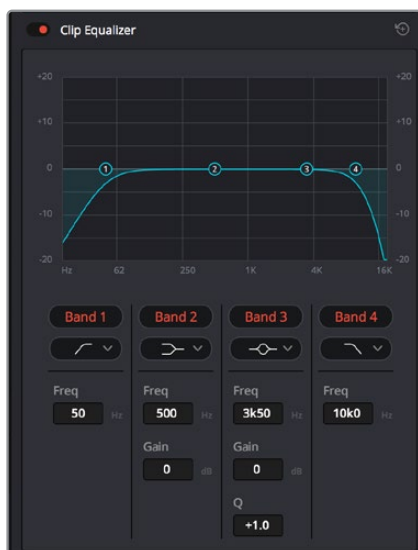 Clip Equalizer
+20 +20
+10 +10
0 1 2 3 4 0
-10 -10
-20 -20
Hz 62 250 1K 4K 16K
Band 1 Band 2 Band 3 Band 4
Freq Freq Freq Freq
50 Hz 500 Hz 3k50 Hz 10k0 Hz
Gain Gain
0 dB 0 dB
Q
+1.0